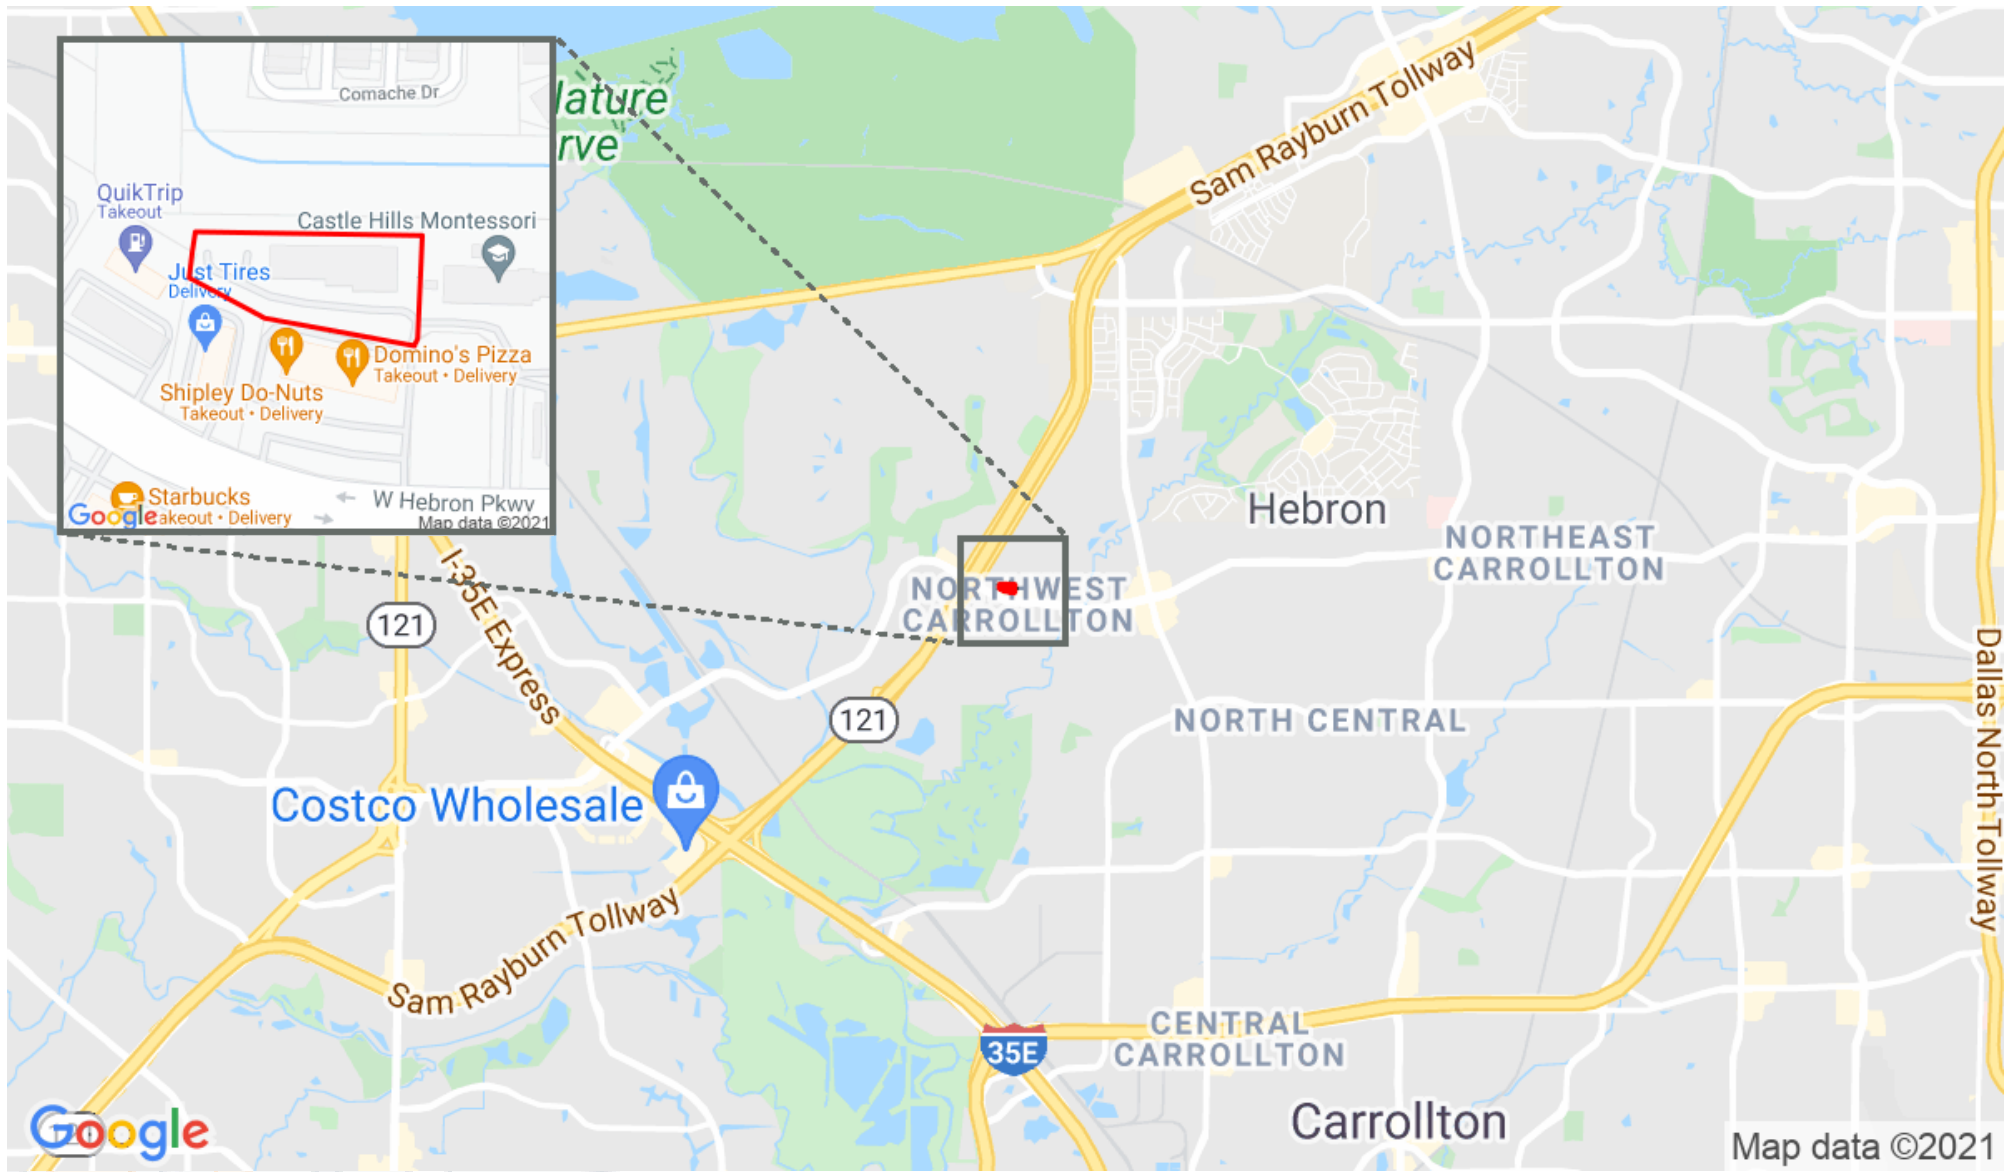 Comache Dr
QuikTrip
Takeout
Castle Hills Montessori
Just Tires
Delivery
Domino's Pizza
Takeout • Delivery
Shipley Do-Nuts
Takeout • Delivery
Starbucks
akeout • Delivery
W Hebron Pkwy
Google
Map data ©2021
lature
rve
Sam Rayburn Tollway
Hebron
NORTHEAST
CARROLLTON
NORTHWEST
CARROLLTON
121
I-35E Express
121
NORTH CENTRAL
Dallas North Tollway
Costco Wholesale
Sam Rayburn Tollway
35E
CENTRAL
CARROLLTON
Carrollton
Google
Map data ©2021